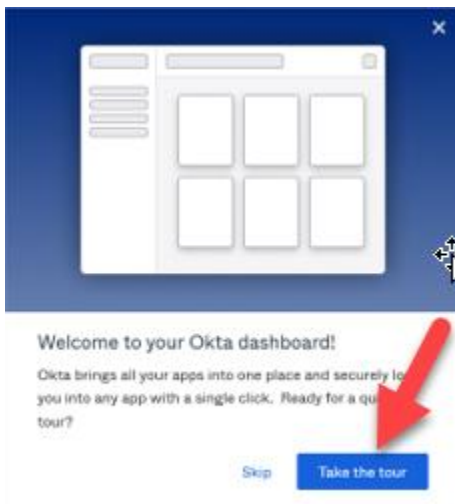 Welcome to your Okta dashboard!
Okta brings all your apps into one place and securely
you into any app with a single click. Ready for a
tour?
Skip
Take the tour